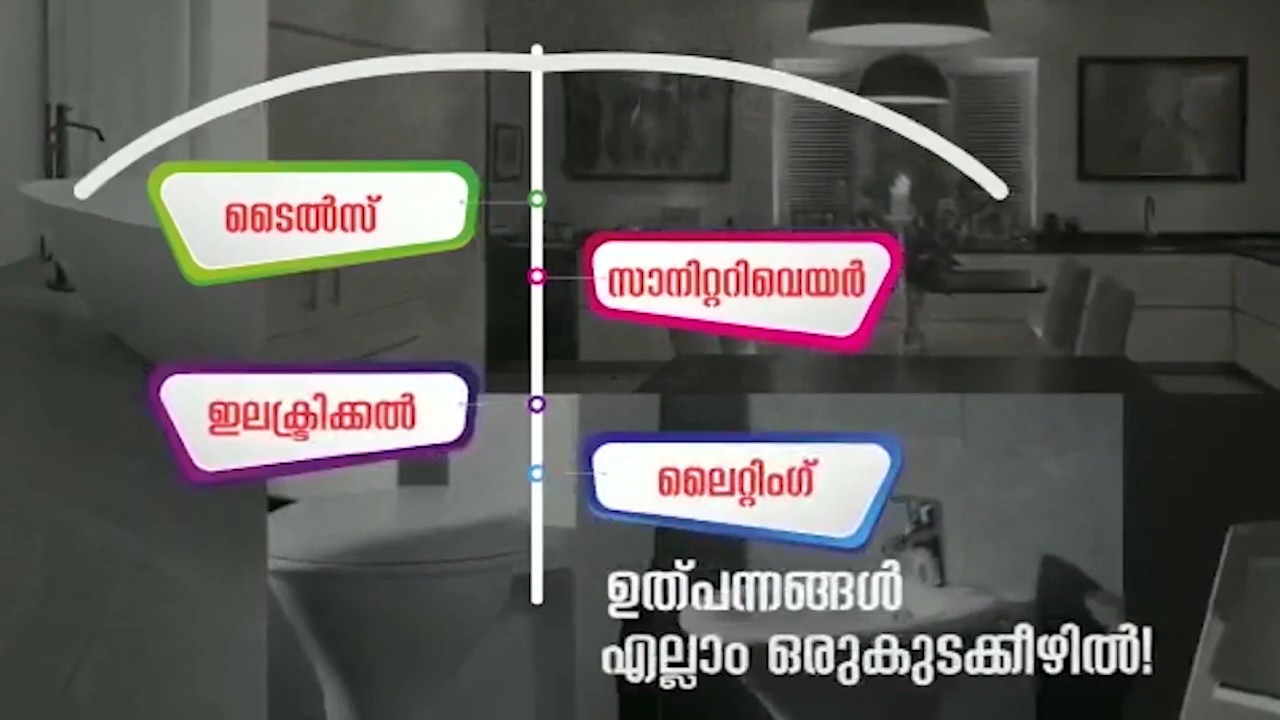 ടൈൽസ്
സാനിറ്ററിവെയർ
ഇലക്ട്രിക്കൽ
ലൈറ്റിംഗ്
ഉത്പന്നങ്ങൾ
എല്ലാം ഒരുകുടക്കീഴിൽ!